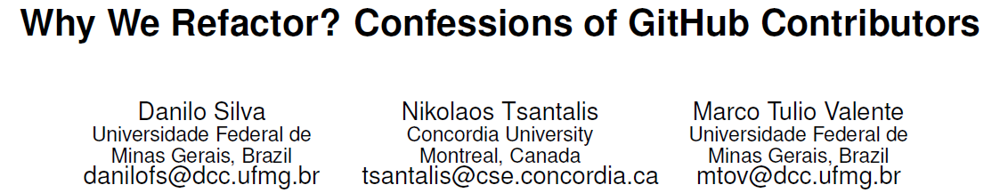 Why We Refactor? Confessions of GitHub Contributors
Danilo Silva
Universidade Federal de
Minas Gerais, Brazil
danilofs@dcc.ufmg.br
Nikolaos Tsantalis
Concordia University
Montreal, Canada
tsantalis@cse.concordia.ca
Marco Tulio Valente
Universidade Federal de
Minas Gerais, Brazil
mtov@dcc.ufmg.br